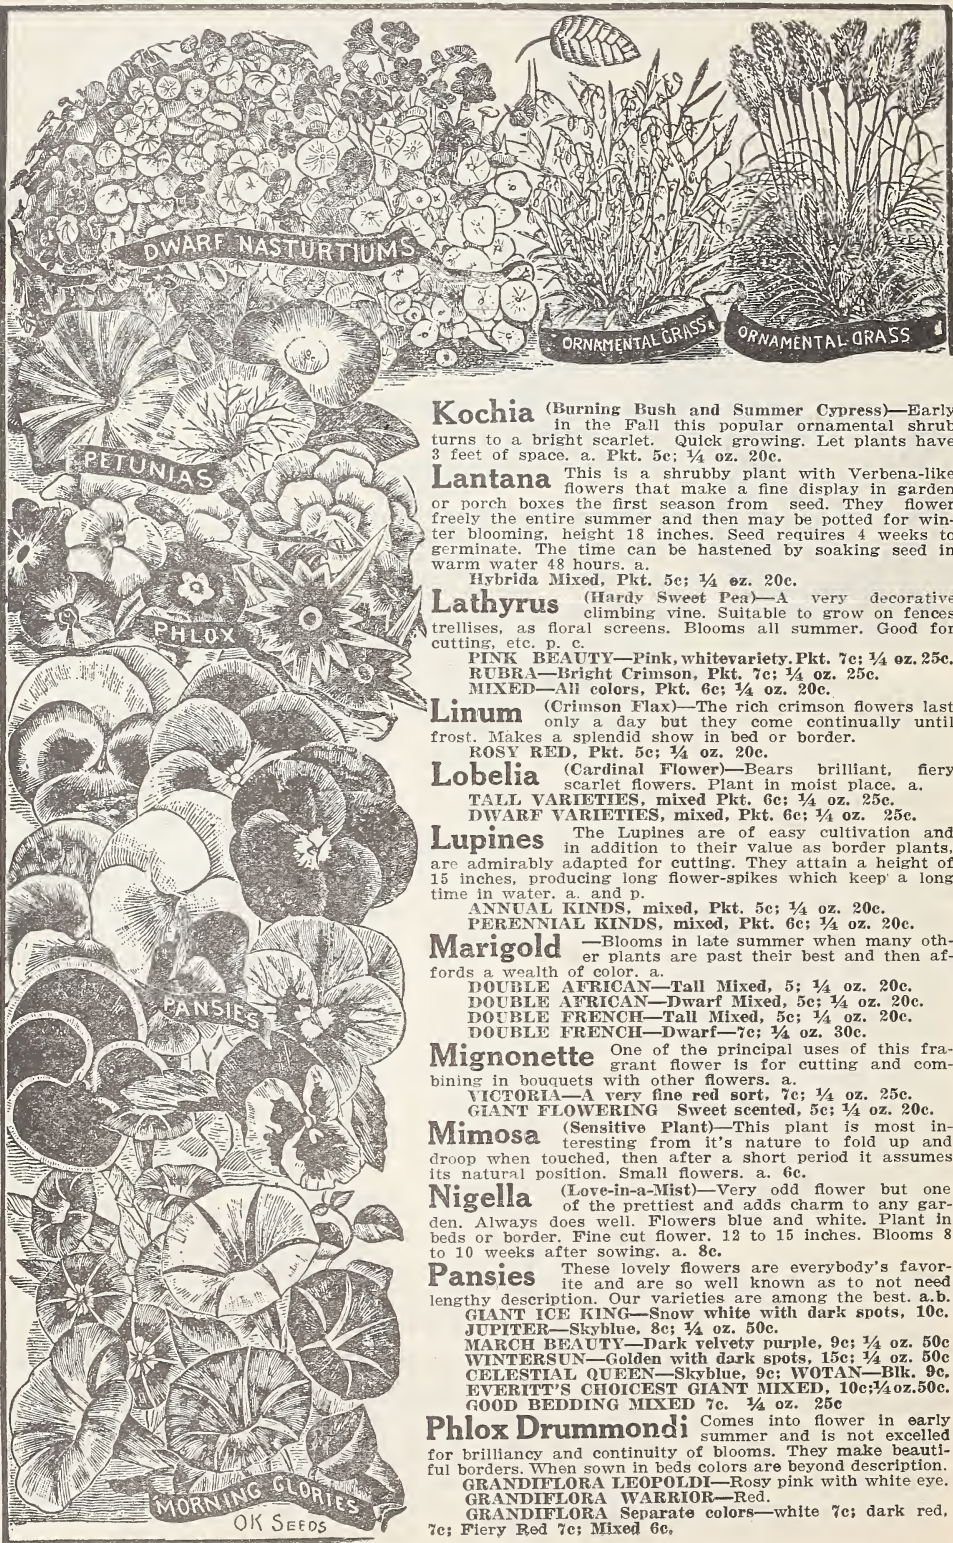 DWARF NASTURTIUMS
ORNAMENTAL GRASS
ORNAMENTAL GRASS
PETUNIAS
PHLOX
PANSIES
MORNING GLORIES
OK SEEDS
Kochia (Burning Bush and Summer Cypress)—Early
in the Fall this popular ornamental shrub
turns to a bright scarlet. Quick growing. Let plants have
3 feet of space. a. Pkt. 5c; ¼ oz. 20c.
Lantana This is a shrubby plant with Verbena-like
flowers that make a fine display in garden
or porch boxes the first season from seed. They flower
freely the entire summer and then may be potted for win-
ter blooming, height 18 inches. Seed requires 4 weeks to
germinate. The time can be hastened by soaking seed in
warm water 48 hours. a.
Hybrida Mixed, Pkt. 5c; ¼ oz. 20c.
Lathyrus (Hardy Sweet Pea)—A very decorative
climbing vine. Suitable to grow on fences
trellises, as floral screens. Blooms all summer. Good for
cutting, etc. p. c.
PINK BEAUTY—Pink, whitevariety. Pkt. 7c; ¼ oz. 25c.
RUBRA—Bright Crimson, Pkt. 7c; ¼ oz. 25c.
MIXED—All colors, Pkt. 6c; ¼ oz. 20c.
Linum (Crimson Flax)—The rich crimson flowers last
only a day but they come continually until
frost. Makes a splendid show in bed or border.
ROSY RED, Pkt. 5c; ¼ oz. 20c.
Lobelia (Cardinal Flower)—Bears brilliant, fiery
scarlet flowers. Plant in moist place. a.
TALL VARIETIES, mixed Pkt. 6c; ¼ oz. 25c.
DWARF VARIETIES, mixed, Pkt. 6c; ¼ oz. 25c.
Lupines The Lupines are of easy cultivation and
in addition to their value as border plants,
are admirably adapted for cutting. They attain a height of
15 inches, producing long flower-spikes which keep a long
time in water. a. and p.
ANNUAL KINDS, mixed, Pkt. 5c; ¼ oz. 20c.
PERENNIAL KINDS, mixed, Pkt. 6c; ¼ oz. 20c.
Marigold —Blooms in late summer when many oth-
er plants are past their best and then af-
fords a wealth of color. a.
DOUBLE AFRICAN—Tall Mixed, 5; ¼ oz. 20c.
DOUBLE AFRICAN—Dwarf Mixed, 5c; ¼ oz. 20c.
DOUBLE FRENCH—Tall Mixed, 5c; ¼ oz. 20c.
DOUBLE FRENCH—Dwarf—7c; ¼ oz. 30c.
Mignonette One of the principal uses of this fra-
grant flower is for cutting and com-
bining in bouquets with other flowers. a.
VICTORIA—A very fine red sort, 7c; ¼ oz. 25c.
GIANT FLOWERING Sweet scented, 5c; ¼ oz. 20c.
Mimosa (Sensitive Plant)—This plant is most in-
teresting from it's nature to fold up and
droop when touched, then after a short period it assumes
its natural position. Small flowers. a. 6c.
Nigella (Love-in-a-Mist)—Very odd flower but one
of the prettiest and adds charm to any gar-
den. Always does well. Flowers blue and white. Plant in
beds or border. Fine cut flower. 12 to 15 inches. Blooms 8
to 10 weeks after sowing. a. 8c.
Pansies These lovely flowers are everybody's favor-
ite and are so well known as to not need
lengthy description. Our varieties are among the best. a.b.
GIANT ICE KING—Snow white with dark spots, 10c.
JUPITER—Skyblue, 8c; ¼ oz. 50c.
MARCH BEAUTY—Dark velvety purple, 9c; ¼ oz. 50c
WINTERSUN—Golden with dark spots, 15c; ¼ oz. 50c
CELESTIAL QUEEN—Skyblue, 9c; WOTAN—Blk. 9c.
EVERITT'S CHOICEST GIANT MIXED, 10c;¼oz.50c.
GOOD BEDDING MIXED 7c. ¼ oz. 25c
Phlox Drummondi Comes into flower in early
summer and is not excelled
for brilliancy and continuity of blooms. They make beauti-
ful borders. When sown in beds colors are beyond description.
GRANDIFLORA LEOPOLDI—Rosy pink with white eye.
GRANDIFLORA WARRIOR—Red.
GRANDIFLORA Separate colors—white 7c; dark red,
7c; Fiery Red 7c; Mixed 6c.